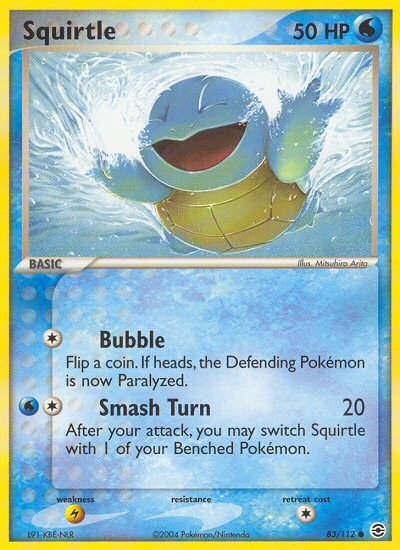 Squirtle 50 HP
BASIC
Illus. Mitsuhiro Arita
Bubble
Flip a coin. If heads, the Defending Pokémon
is now Paralyzed.
Smash Turn 20
After your attack, you may switch Squirtle
with 1 of your Benched Pokémon.
weakness resistance retreat cost
L91-KBE-NLR ©2004 Pokémon/Nintendo 83/112